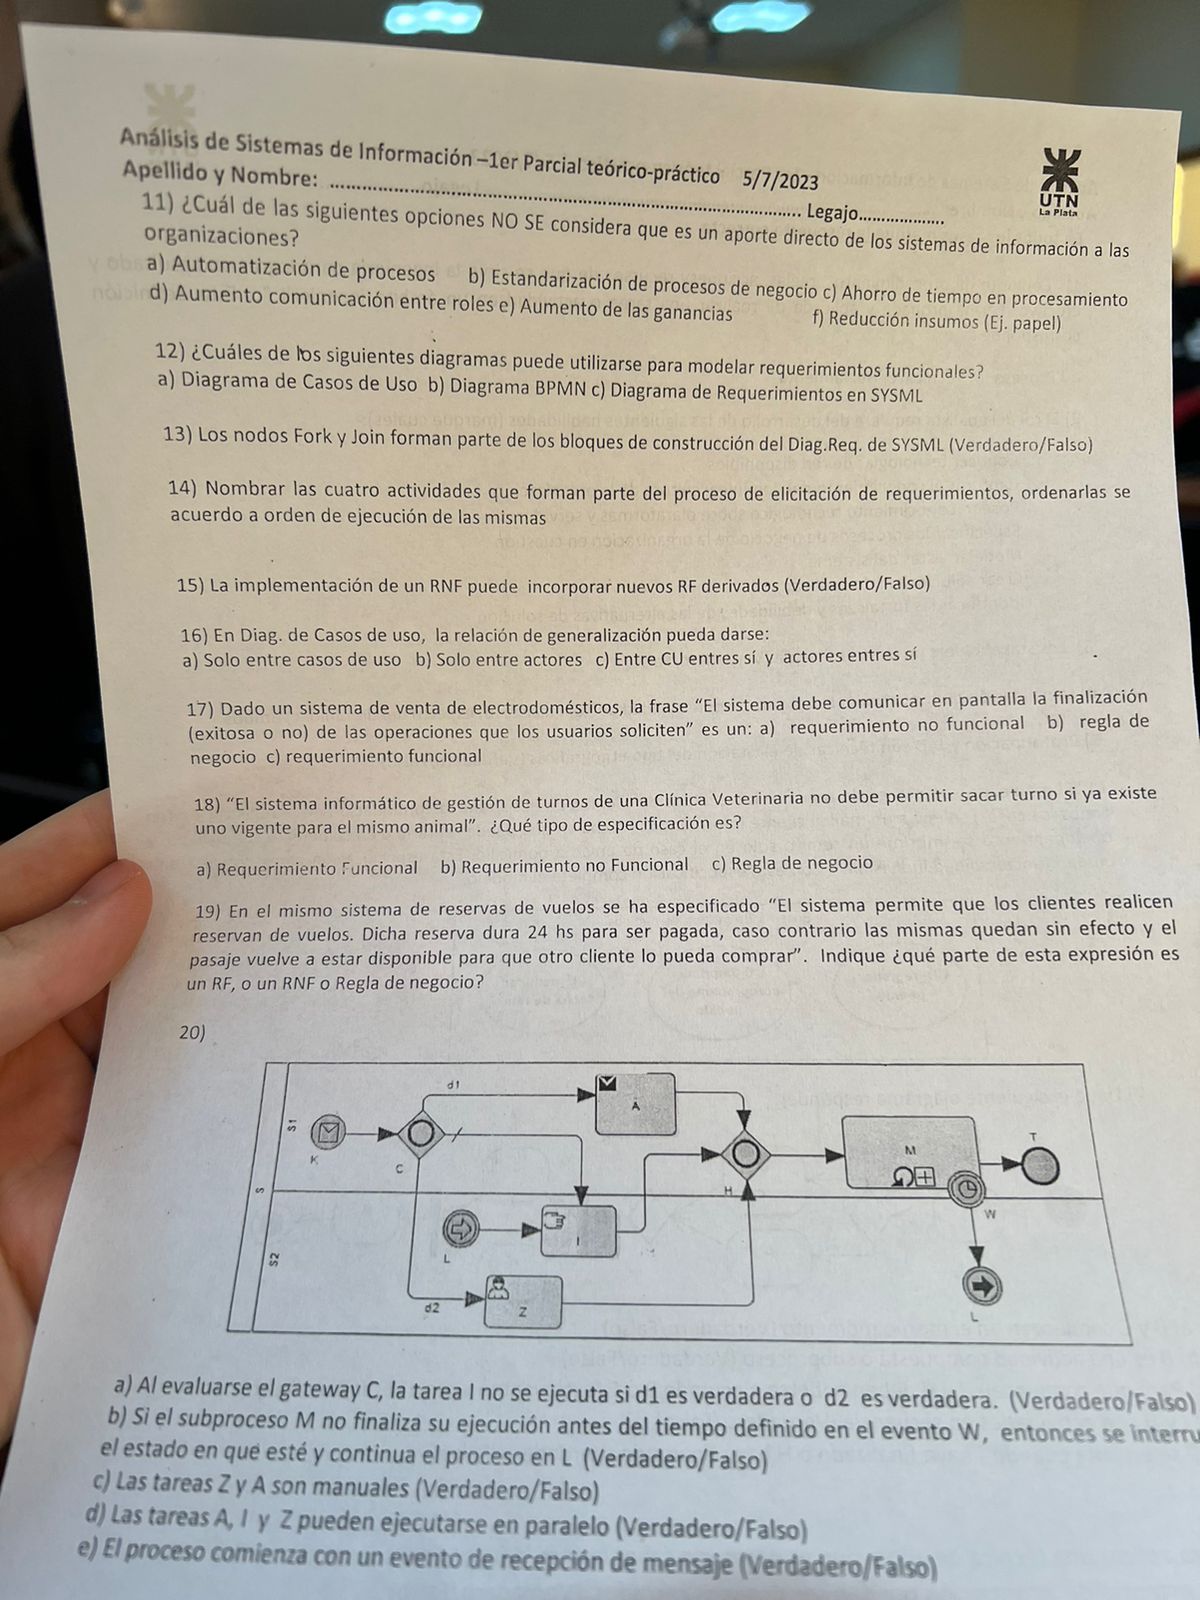 Análisis de Sistemas de Información –1er Parcial teórico-práctico 5/7/2023
Apellido y Nombre: ........................................................................ Legajo...................
UTN
La Plata
11) ¿Cuál de las siguientes opciones NO SE considera que es un aporte directo de los sistemas de información a las
organizaciones?
a) Automatización de procesos b) Estandarización de procesos de negocio c) Ahorro de tiempo en procesamiento
d) Aumento comunicación entre roles e) Aumento de las ganancias f) Reducción insumos (Ej. papel)
12) ¿Cuáles de los siguientes diagramas puede utilizarse para modelar requerimientos funcionales?
a) Diagrama de Casos de Uso b) Diagrama BPMN c) Diagrama de Requerimientos en SYSML
13) Los nodos Fork y Join forman parte de los bloques de construcción del Diag.Req. de SYSML (Verdadero/Falso)
14) Nombrar las cuatro actividades que forman parte del proceso de elicitación de requerimientos, ordenarlas se
acuerdo a orden de ejecución de las mismas
15) La implementación de un RNF puede incorporar nuevos RF derivados (Verdadero/Falso)
16) En Diag. de Casos de uso, la relación de generalización pueda darse:
a) Solo entre casos de uso b) Solo entre actores c) Entre CU entres sí y actores entres sí
17) Dado un sistema de venta de electrodomésticos, la frase “El sistema debe comunicar en pantalla la finalización
(exitosa o no) de las operaciones que los usuarios soliciten” es un: a) requerimiento no funcional b) regla de
negocio c) requerimiento funcional
18) “El sistema informático de gestión de turnos de una Clínica Veterinaria no debe permitir sacar turno si ya existe
uno vigente para el mismo animal”. ¿Qué tipo de especificación es?
a) Requerimiento Funcional b) Requerimiento no Funcional c) Regla de negocio
19) En el mismo sistema de reservas de vuelos se ha especificado “El sistema permite que los clientes realicen
reservan de vuelos. Dicha reserva dura 24 hs para ser pagada, caso contrario las mismas quedan sin efecto y el
pasaje vuelve a estar disponible para que otro cliente lo pueda comprar”. Indique ¿qué parte de esta expresión es
un RF, o un RNF o Regla de negocio?
20)
S
S1
K
C
d1
A
H
M
T
W
S2
L
I
d2
Z
L
a) Al evaluarse el gateway C, la tarea I no se ejecuta si d1 es verdadera o d2 es verdadera. (Verdadero/Falso)
b) Si el subproceso M no finaliza su ejecución antes del tiempo definido en el evento W, entonces se interru
el estado en que esté y continua el proceso en L (Verdadero/Falso)
c) Las tareas Z y A son manuales (Verdadero/Falso)
d) Las tareas A, I y Z pueden ejecutarse en paralelo (Verdadero/Falso)
e) El proceso comienza con un evento de recepción de mensaje (Verdadero/Falso)